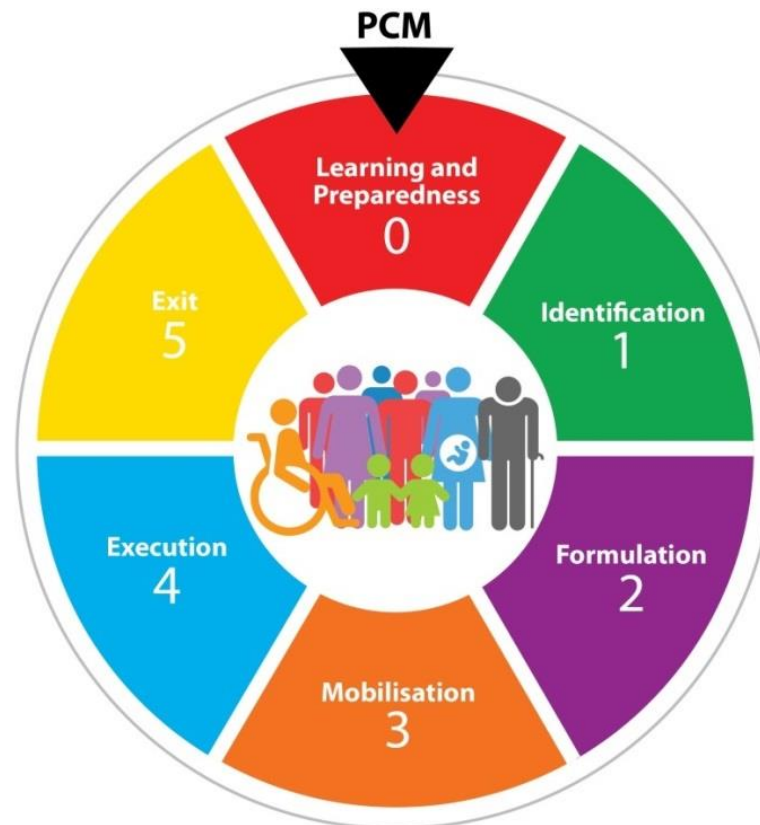 PCM
Learning and
Preparedness
0
Identification
1
Formulation
2
Mobilisation
3
Execution
4
Exit
5